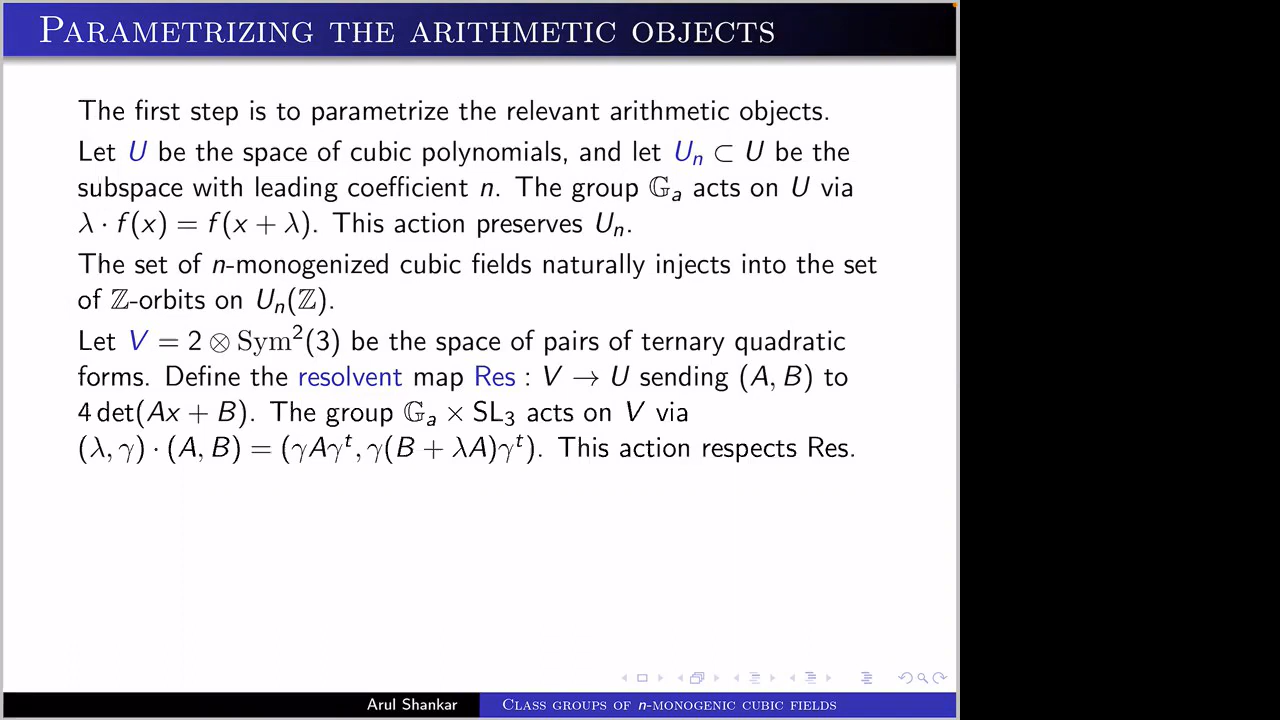 PARAMETRIZING THE ARITHMETIC OBJECTS
The first step is to parametrize the relevant arithmetic objects.
Let U be the space of cubic polynomials, and let Uₙ ⊂ U be the
subspace with leading coefficient n. The group 𝔾ₐ acts on U via
λ · f(x) = f(x + λ). This action preserves Uₙ.
The set of n-monogenized cubic fields naturally injects into the set
of ℤ-orbits on Uₙ(ℤ).
Let V = 2 ⊗ Sym²(3) be the space of pairs of ternary quadratic
forms. Define the resolvent map Res : V → U sending (A, B) to
4 det(Ax + B). The group 𝔾ₐ × SL₃ acts on V via
(λ, γ) · (A, B) = (γAγᵗ, γ(B + λA)γᵗ). This action respects Res.
Arul Shankar
CLASS GROUPS OF n-MONOGENIC CUBIC FIELDS